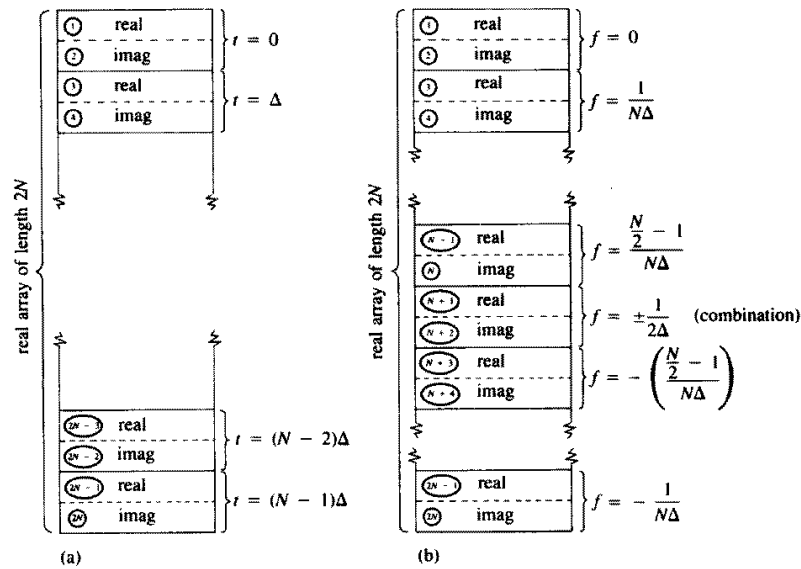 real array of length 2N
① real
② imag
t = 0
③ real
④ imag
t = Δ
(2N − 3) real
(2N − 2) imag
t = (N − 2)Δ
(2N − 1) real
(2N) imag
t = (N − 1)Δ
(a)
real array of length 2N
① real
② imag
f = 0
③ real
④ imag
f = 1/NΔ
(N − 1) real
(N) imag
f = (N/2 − 1)/NΔ
(N + 1) real
(N + 2) imag
f = ±1/2Δ (combination)
(N + 3) real
(N + 4) imag
f = −((N/2 − 1)/NΔ)
(2N − 1) real
(2N) imag
f = − 1/NΔ
(b)